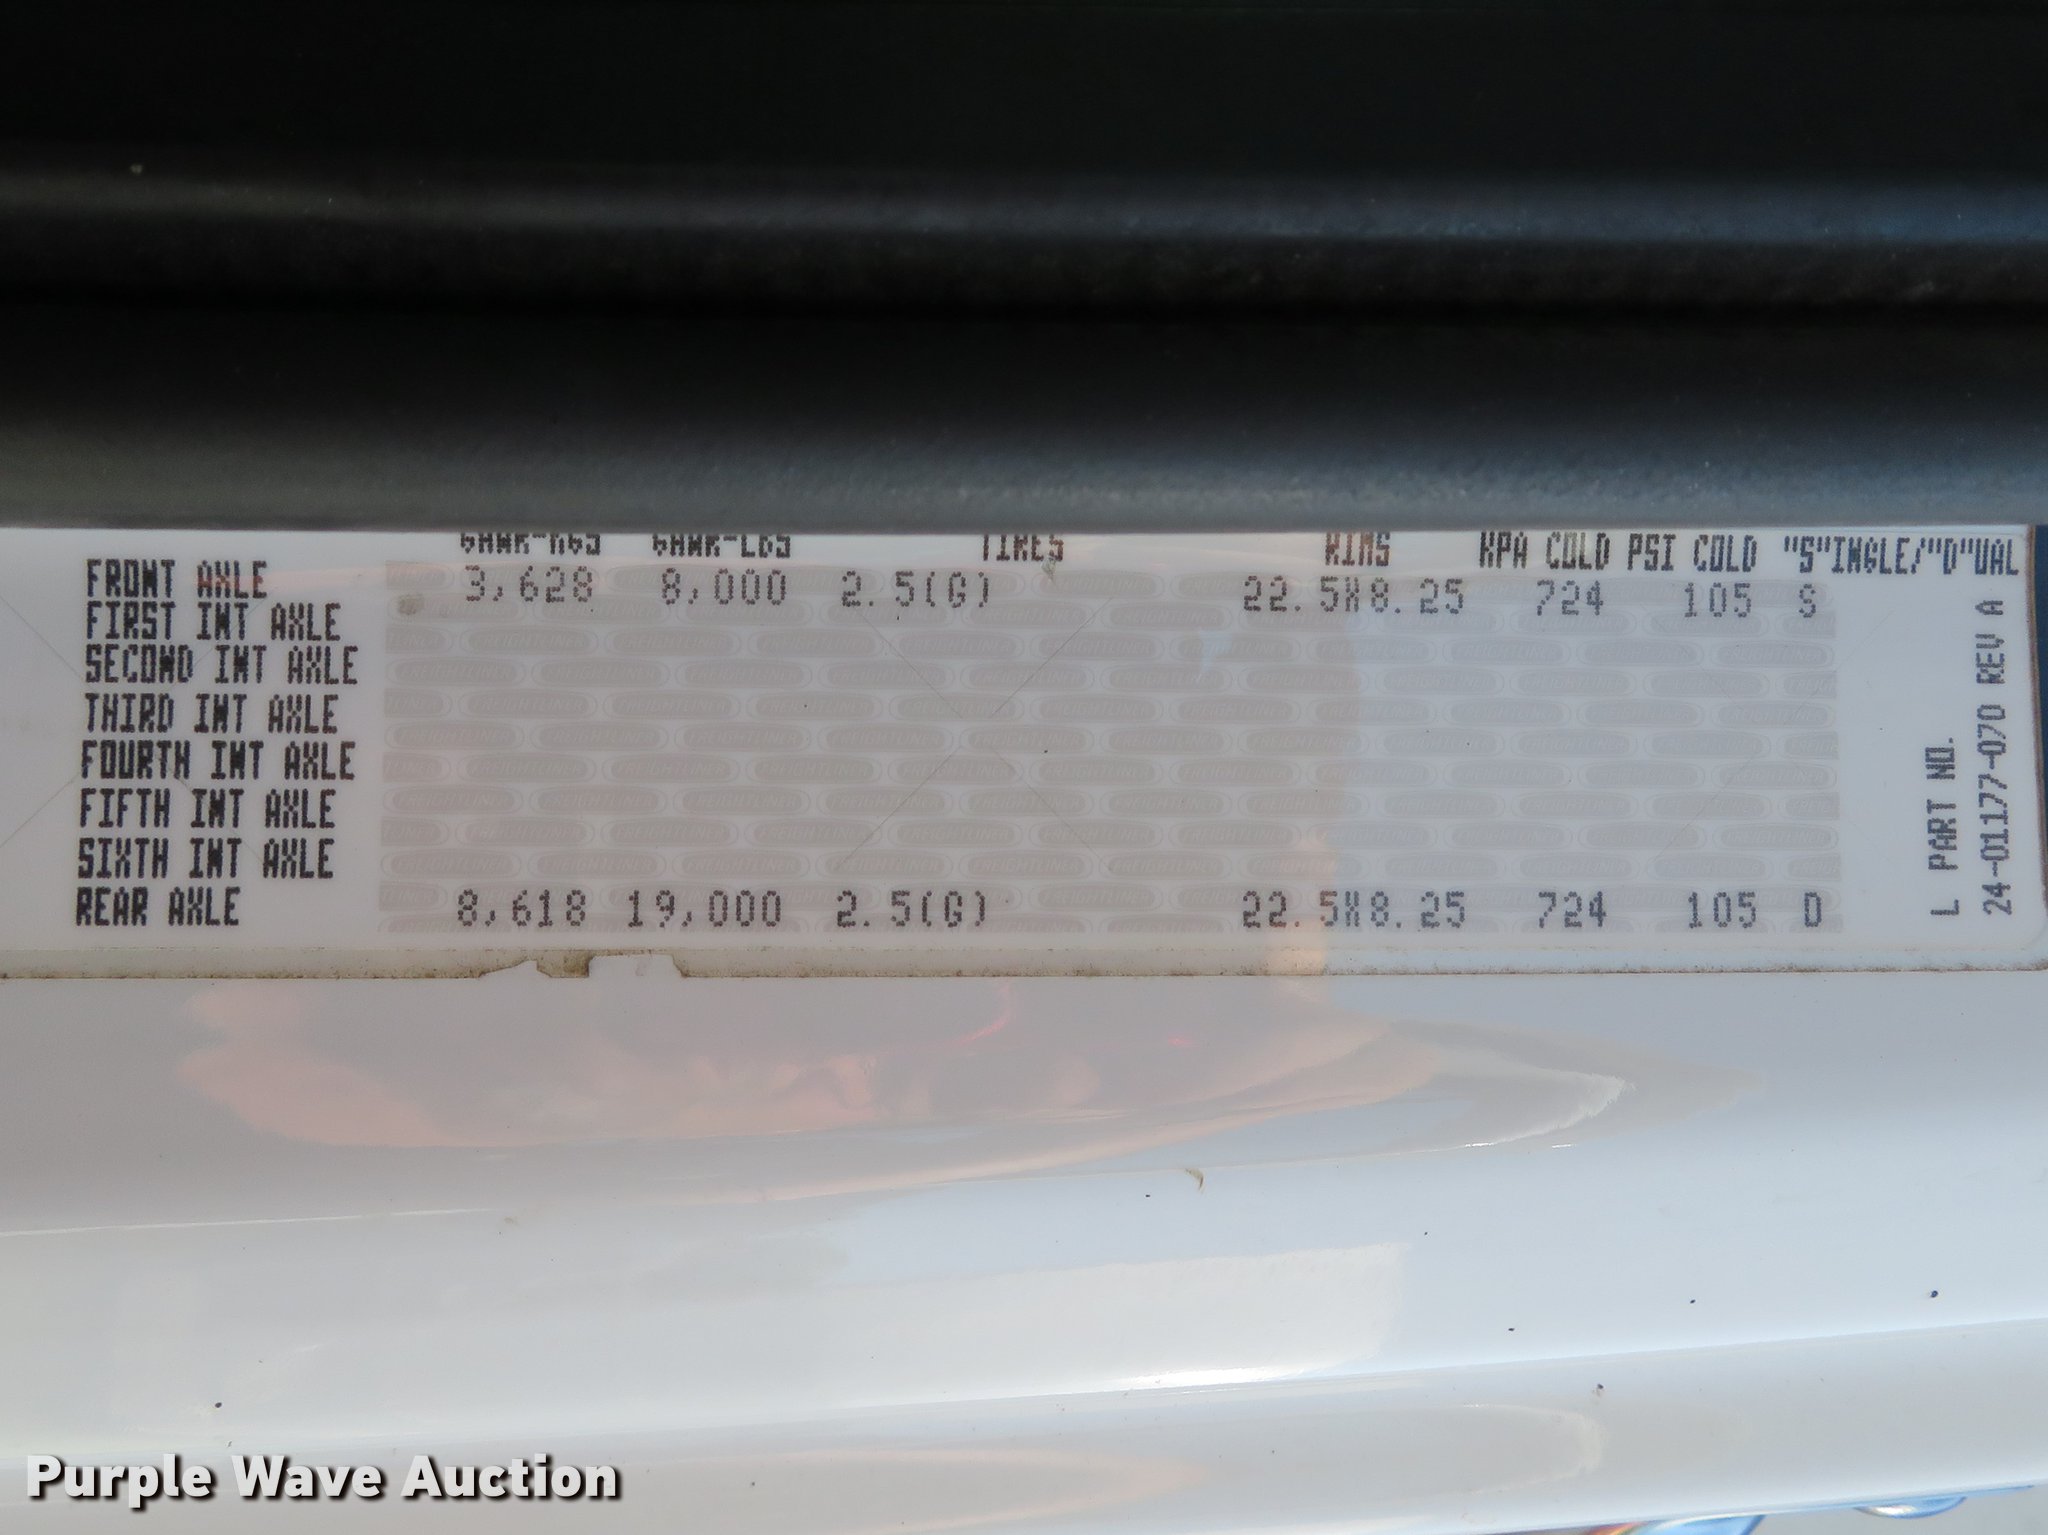 GAWR-KGS GAWR-LBS TIRES RIMS KPA COLD PSI COLD "S"INGLE/"D"UAL
FRONT AXLE 3,628 8,000 2.5(G) 22.5X8.25 724 105 S
FIRST INT AXLE
SECOND INT AXLE
THIRD INT AXLE
FOURTH INT AXLE
FIFTH INT AXLE
SIXTH INT AXLE
REAR AXLE 8,618 19,000 2.5(G) 22.5X8.25 724 105 D
L PART NO.
24-01177-070 REV A
Purple Wave Auction